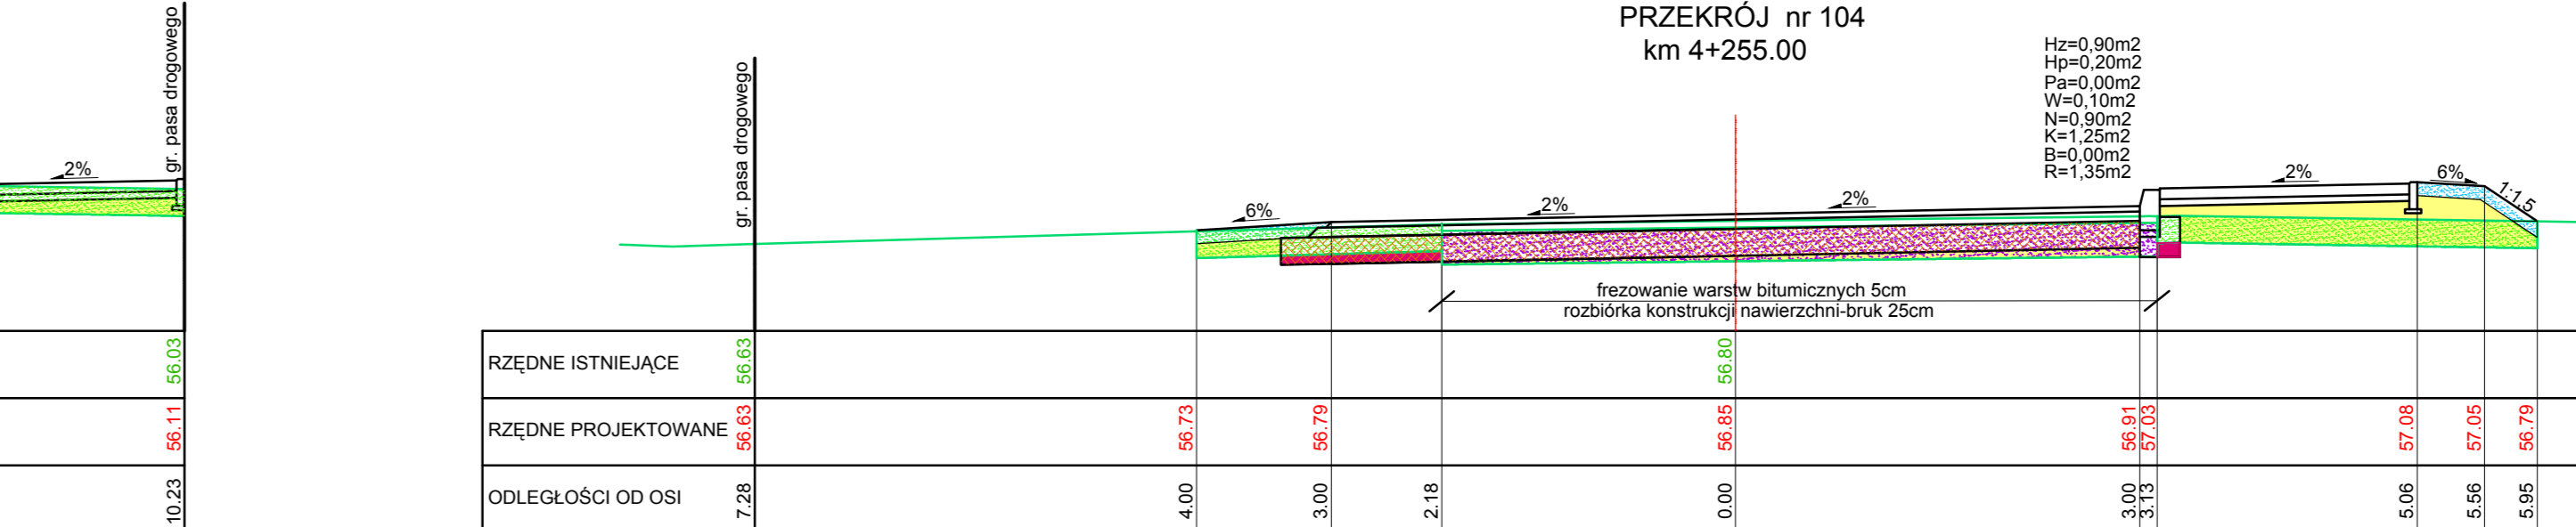 PRZEKRÓJ nr 104
km 4+255.00
gr. pasa drogowego
gr. pasa drogowego
Hz=0,90m2
Hp=0,20m2
Pa=0,00m2
W=0,10m2
N=0,90m2
K=1,25m2
B=0,00m2
R=1,35m2
2%
6%
2%
2%
2%
6%
1:1,5
frezowanie warstw bitumicznych 5cm
rozbiórka konstrukcji nawierzchni-bruk 25cm
56.03
RZĘDNE ISTNIEJĄCE
56.63
56.80
56.11
RZĘDNE PROJEKTOWANE
56.63
56.73
56.79
56.85
56.91
57.03
57.08
57.05
56.79
10.23
ODLEGŁOŚCI OD OSI
7.28
4.00
3.00
2.18
0.00
3.00
3.13
5.06
5.56
5.95